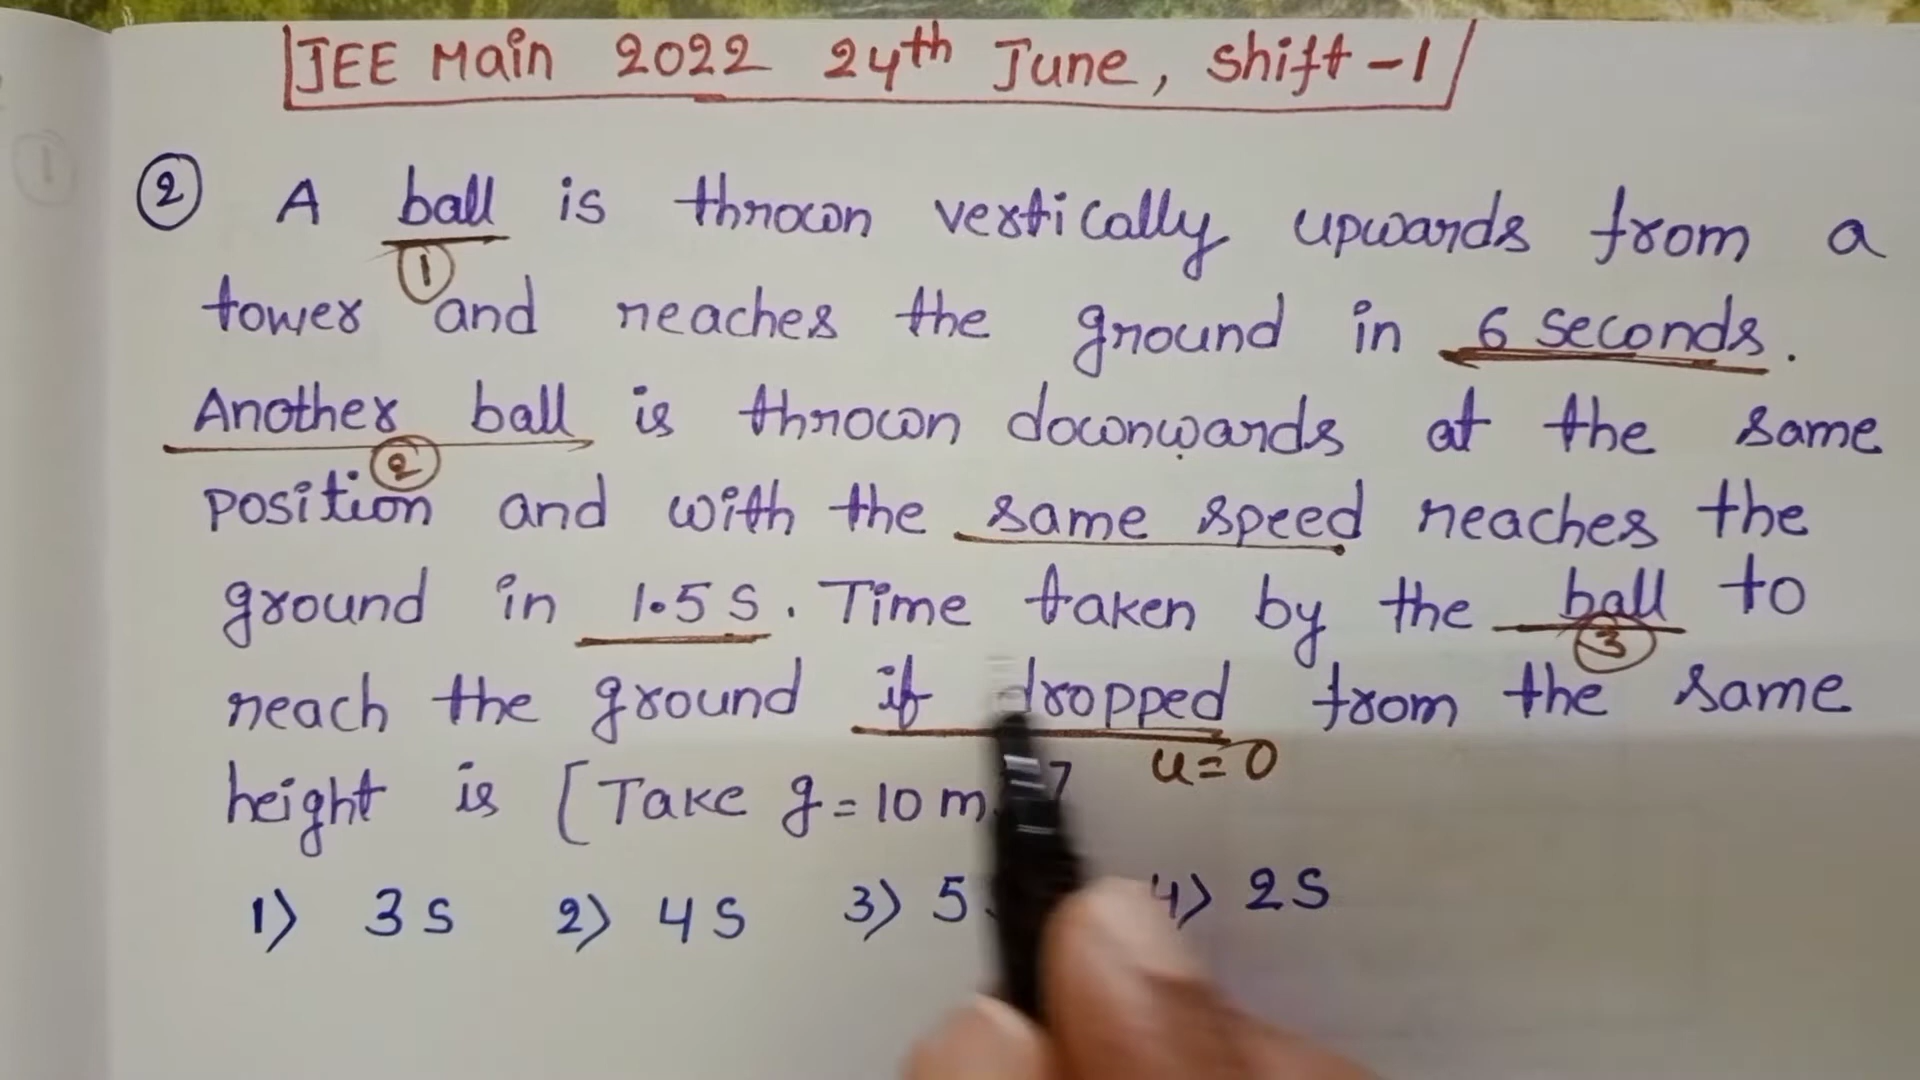 JEE Main 2022 24th June, Shift-1
② A ball is thrown vertically upwards from a
①
tower and reaches the ground in 6 seconds.
Another ball is thrown downwards at the same
②
position and with the same speed reaches the
ground in 1.5 S. Time taken by the ball to
③
reach the ground if dropped from the same
u=0
height is [Take g=10 m
1) 3 S 2) 4 S 3) 5 4) 2S